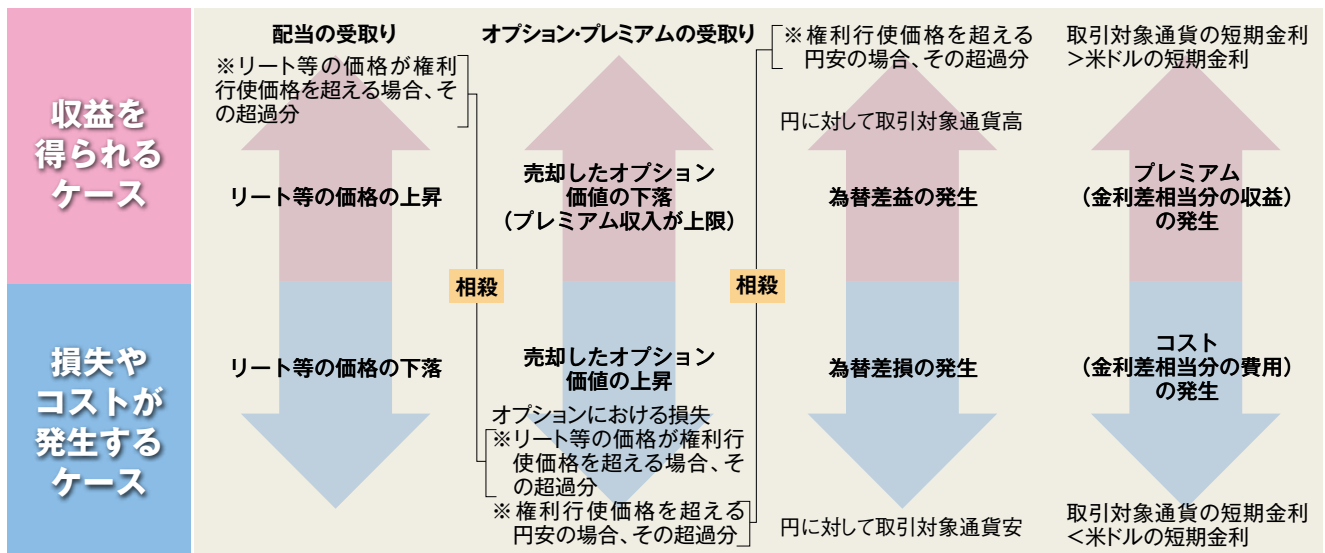 収益を
得られる
ケース
配当の受取り
※リート等の価格が権利
行使価格を超える場合、そ
の超過分
リート等の価格の上昇
オプション・プレミアムの受取り
売却したオプション
価値の下落
（プレミアム収入が上限）
※権利行使価格を超える
円安の場合、その超過分
円に対して取引対象通貨高
為替差益の発生
取引対象通貨の短期金利
＞米ドルの短期金利
プレミアム
（金利差相当分の収益）
の発生
相殺
相殺
損失や
コストが
発生する
ケース
リート等の価格の下落
売却したオプション
価値の上昇
オプションにおける損失
※リート等の価格が権利行
使価格を超える場合、そ
の超過分
※権利行使価格を超える
円安の場合、その超過分
為替差損の発生
円に対して取引対象通貨安
コスト
（金利差相当分の費用）
の発生
取引対象通貨の短期金利
＜米ドルの短期金利